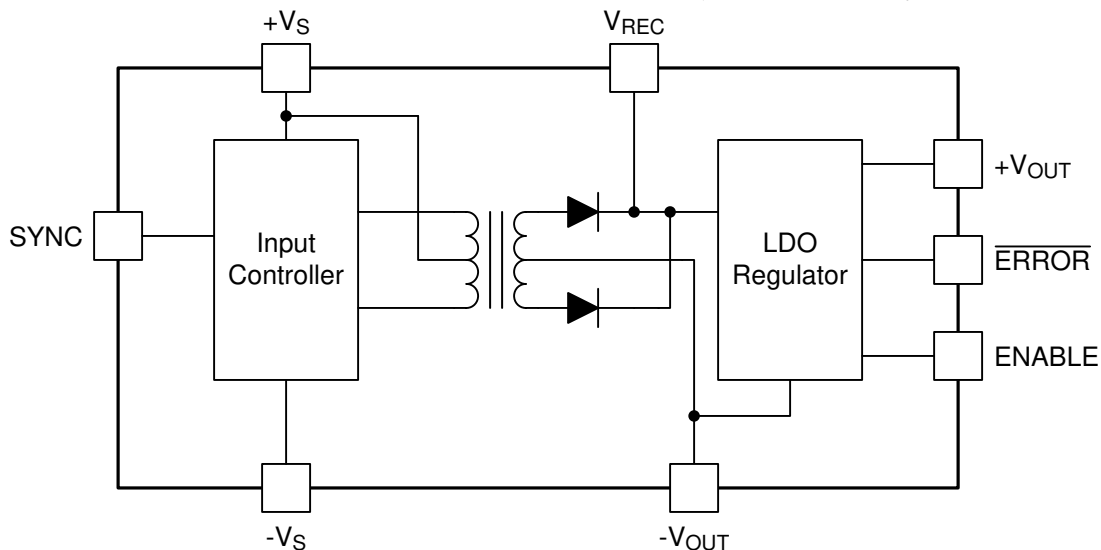 +VS
VREC
SYNC
Input
Controller
LDO
Regulator
+VOUT
ERROR
ENABLE
-VS
-VOUT